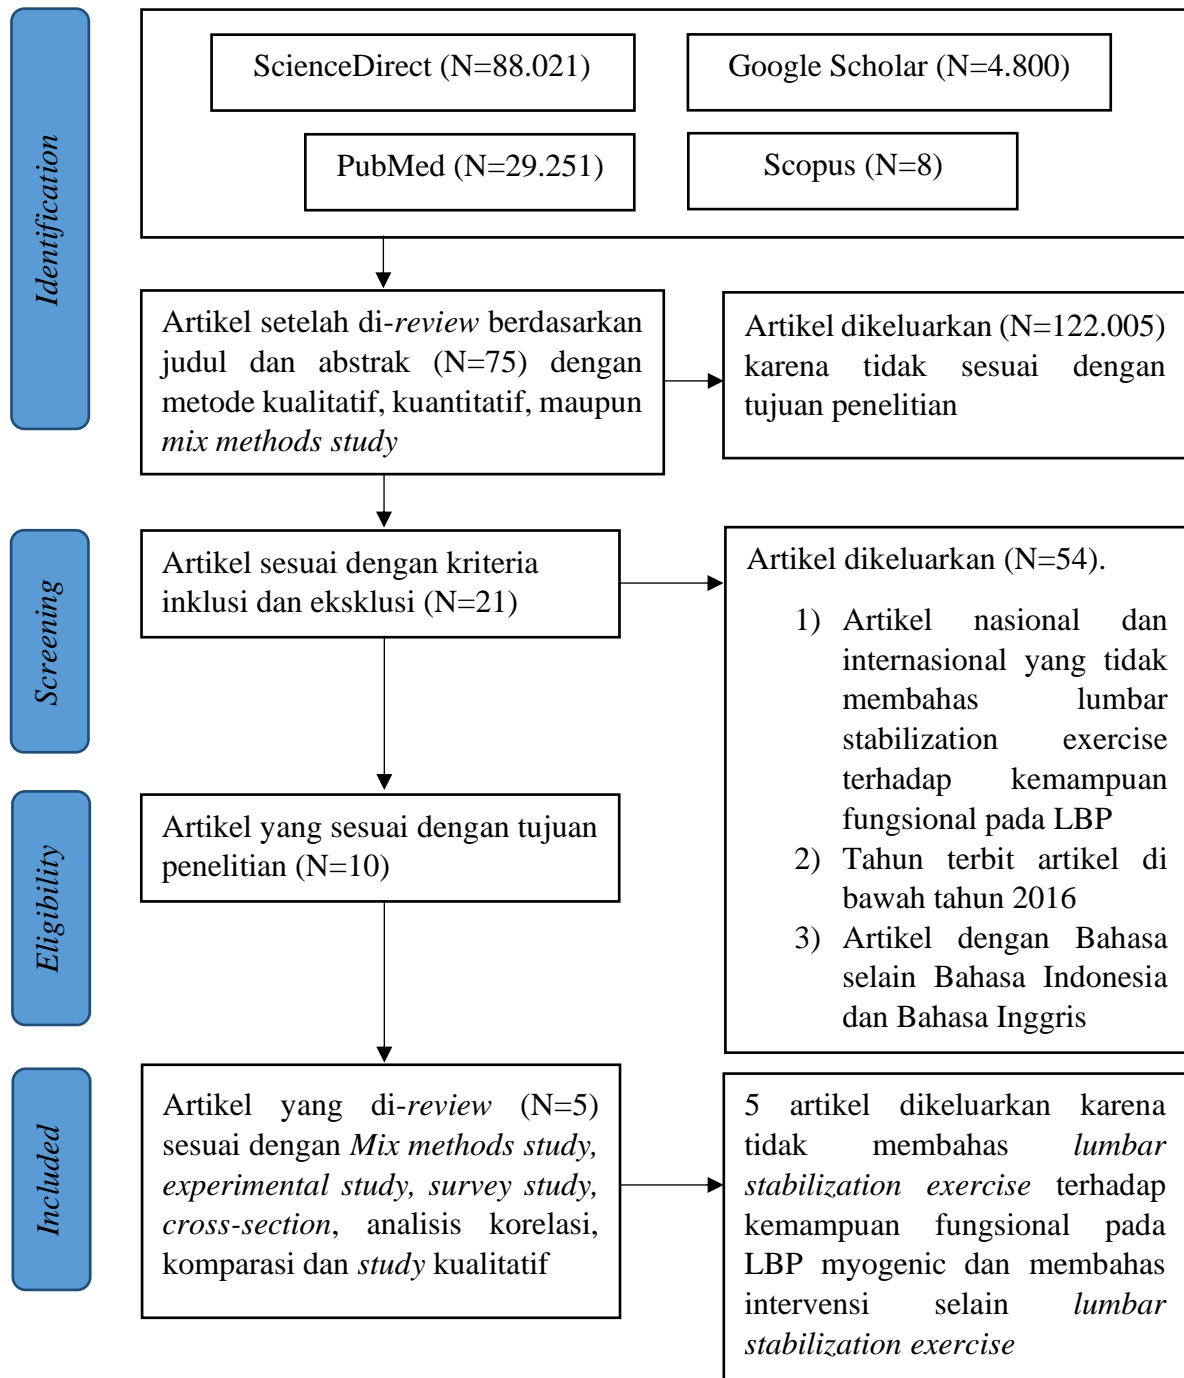 Identification
ScienceDirect (N=88.021)
Google Scholar (N=4.800)
PubMed (N=29.251)
Scopus (N=8)
Artikel setelah di-review berdasarkan
judul dan abstrak (N=75) dengan
metode kualitatif, kuantitatif, maupun
mix methods study
Artikel dikeluarkan (N=122.005)
karena tidak sesuai dengan
tujuan penelitian
Screening
Artikel sesuai dengan kriteria
inklusi dan eksklusi (N=21)
Artikel dikeluarkan (N=54).
1) Artikel nasional dan
internasional yang tidak
membahas lumbar
stabilization exercise
terhadap kemampuan
fungsional pada LBP
2) Tahun terbit artikel di
bawah tahun 2016
3) Artikel dengan Bahasa
selain Bahasa Indonesia
dan Bahasa Inggris
Eligibility
Artikel yang sesuai dengan tujuan
penelitian (N=10)
Included
Artikel yang di-review (N=5)
sesuai dengan Mix methods study,
experimental study, survey study,
cross-section, analisis korelasi,
komparasi dan study kualitatif
5 artikel dikeluarkan karena
tidak membahas lumbar
stabilization exercise terhadap
kemampuan fungsional pada
LBP myogenic dan membahas
intervensi selain lumbar
stabilization exercise